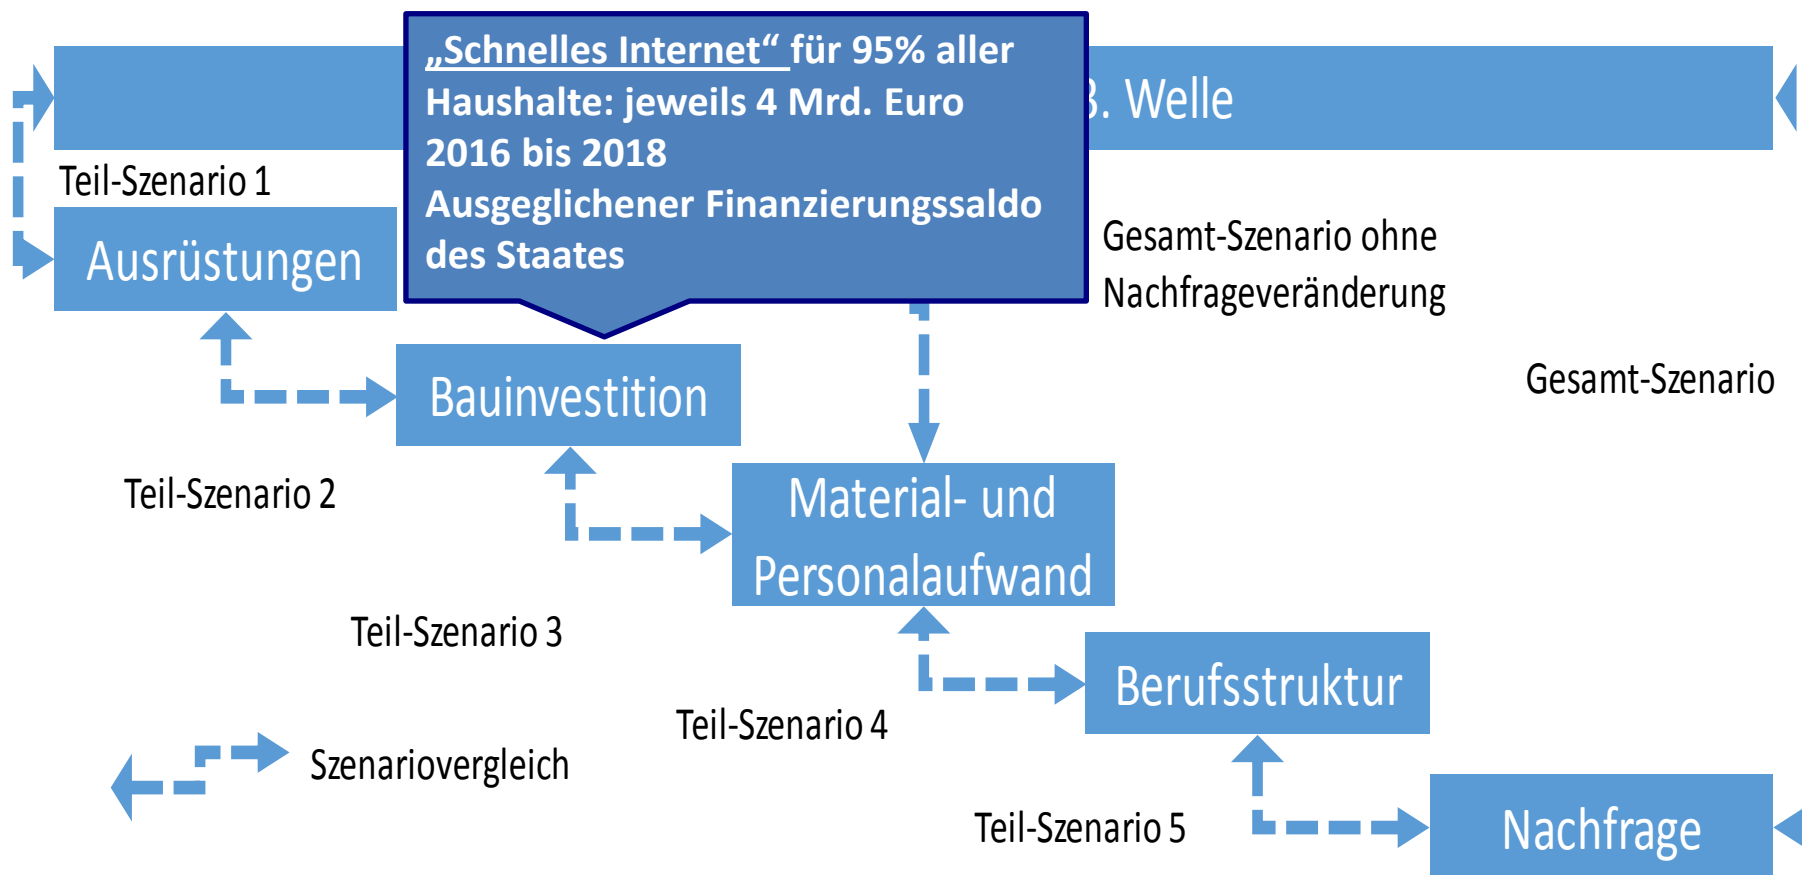 „Schnelles Internet“ für 95% aller
Haushalte: jeweils 4 Mrd. Euro
2016 bis 2018
Ausgeglichener Finanzierungssaldo
des Staates
. Welle
Teil-Szenario 1
Ausrüstungen
Gesamt-Szenario ohne
Nachfrageveränderung
Gesamt-Szenario
Bauinvestition
Teil-Szenario 2
Material- und
Personalaufwand
Teil-Szenario 3
Berufsstruktur
Teil-Szenario 4
Szenariovergleich
Teil-Szenario 5
Nachfrage